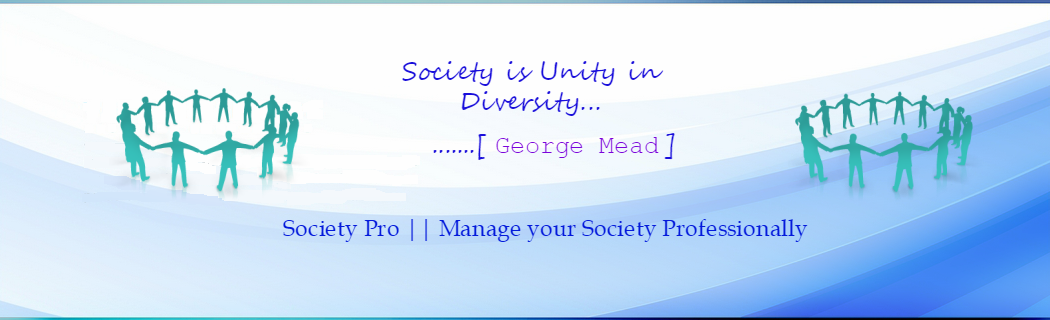 Society is Unity in
Diversity...
.......[ George Mead ]
Society Pro || Manage your Society Professionally